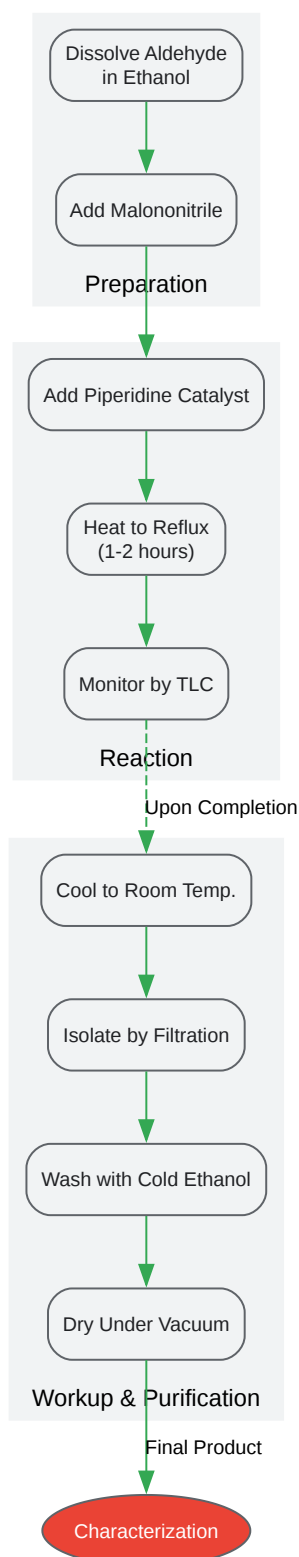 Dissolve Aldehyde
in Ethanol
Add Malononitrile
Preparation
Add Piperidine Catalyst
Heat to Reflux
(1-2 hours)
Monitor by TLC
Reaction
Upon Completion
Cool to Room Temp.
Isolate by Filtration
Wash with Cold Ethanol
Dry Under Vacuum
Workup & Purification
Final Product
Characterization